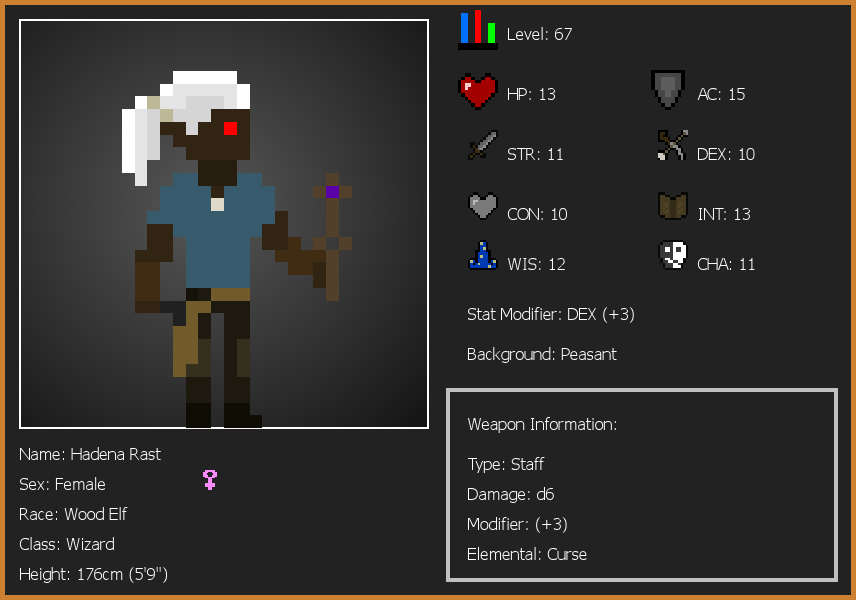 Level: 67
HP: 13
AC: 15
STR: 11
DEX: 10
CON: 10
INT: 13
WIS: 12
CHA: 11
Stat Modifier: DEX (+3)
Background: Peasant
Weapon Information:
Type: Staff
Damage: d6
Modifier: (+3)
Elemental: Curse
Name: Hadena Rast
Sex: Female
Race: Wood Elf
Class: Wizard
Height: 176cm (5'9")